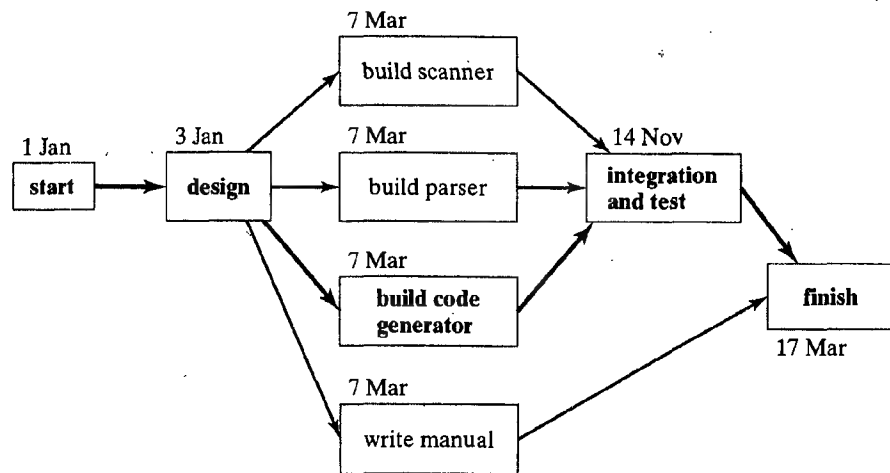 7 Mar
build scanner
1 Jan
start
3 Jan
design
7 Mar
build parser
14 Nov
integration
and test
7 Mar
build code
generator
finish
17 Mar
7 Mar
write manual